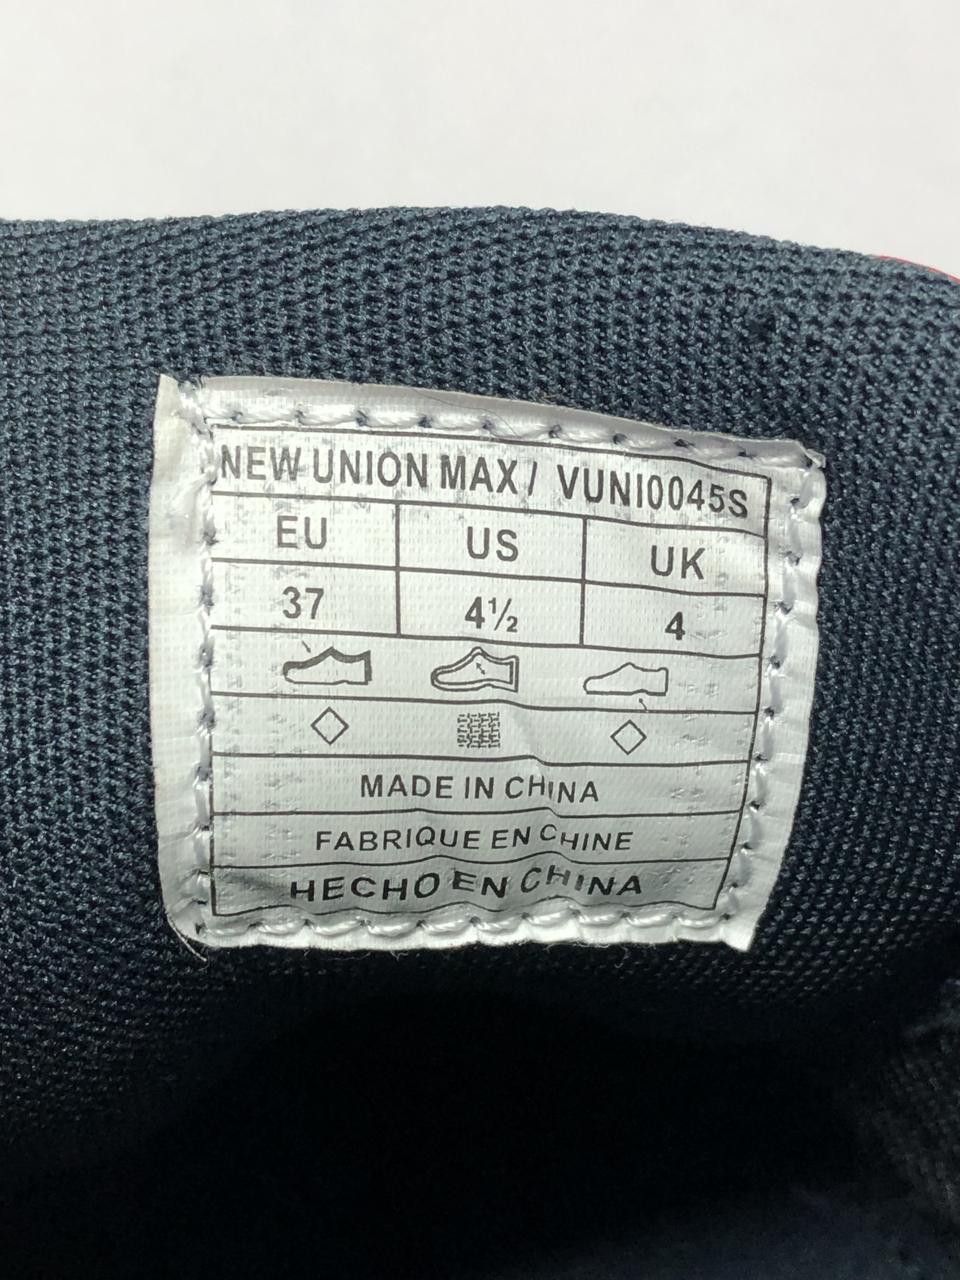 NEW UNION MAX / VUNI0045S
EU US UK
37 4½ 4
MADE IN CHINA
FABRIQUE EN CHINE
HECHO EN CHINA